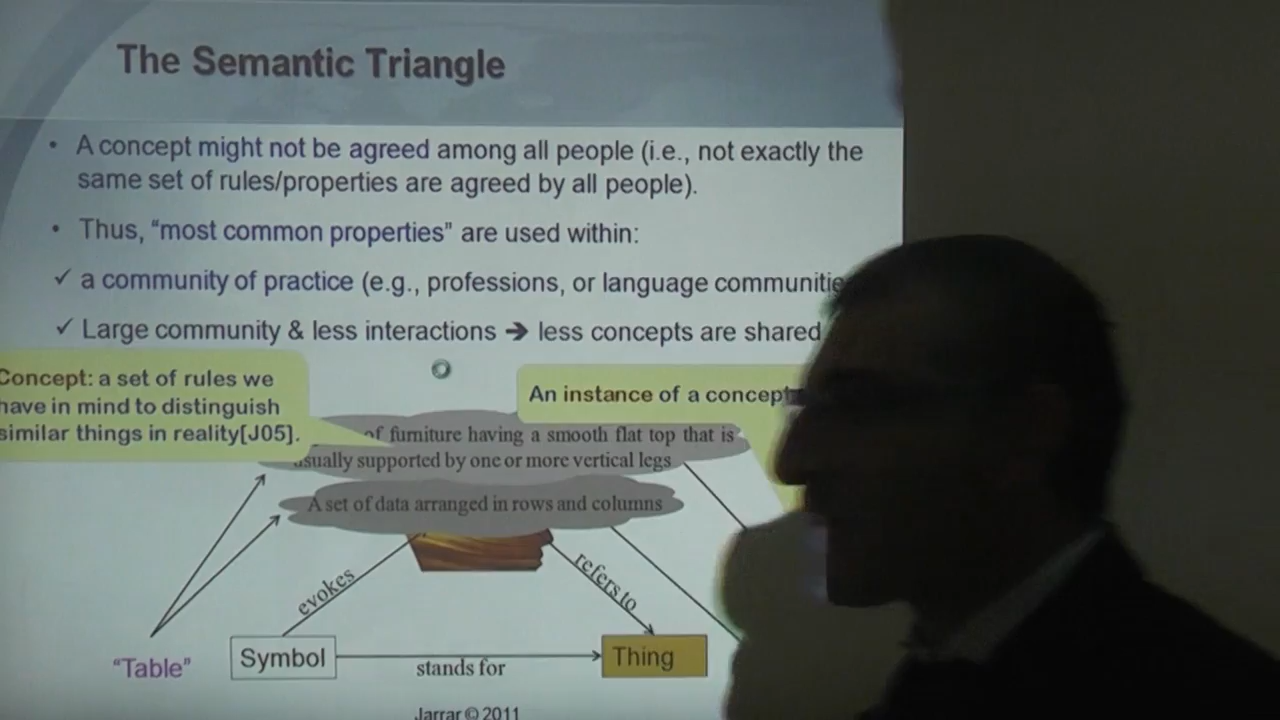 The Semantic Triangle
• A concept might not be agreed among all people (i.e., not exactly the
same set of rules/properties are agreed by all people).
• Thus, “most common properties” are used within:
✓ a community of practice (e.g., professions, or language communitie
✓ Large community & less interactions ➔ less concepts are shared
Concept: a set of rules we
have in mind to distinguish
similar things in reality[J05].
An instance of a concept
of furniture having a smooth flat top that is
usually supported by one or more vertical legs
A set of data arranged in rows and columns
evokes
refers to
“Table”
Symbol
stands for
Thing
Jarrar © 2011